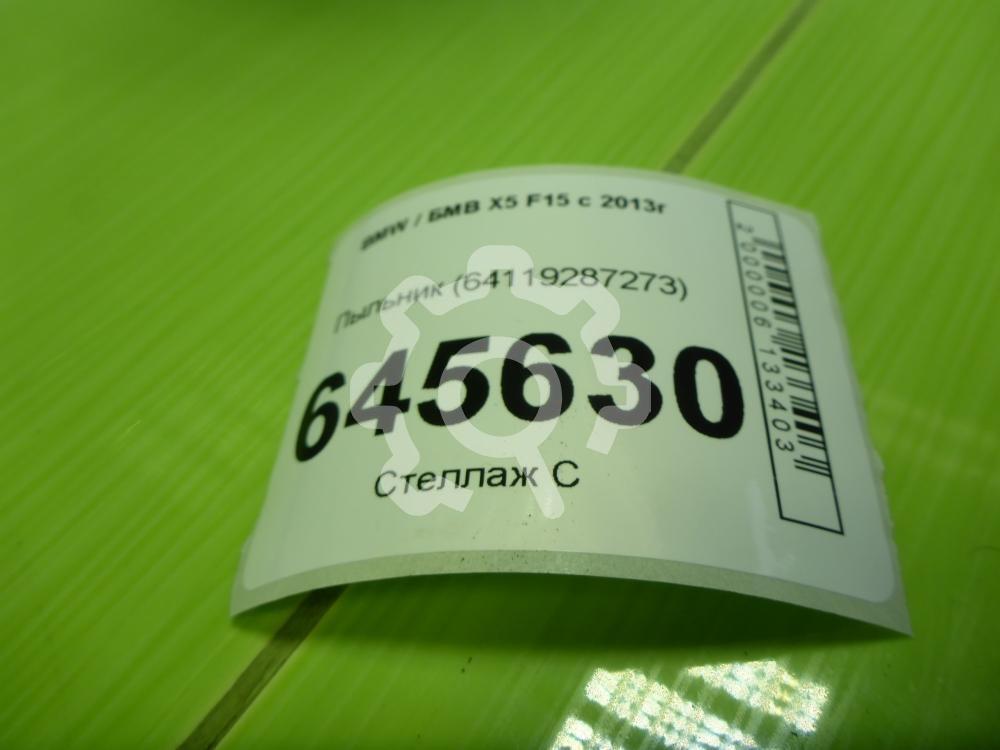 BMW / БМВ X5 F15 с 2013г
Пыльник (64119287273)
645630
Стеллаж С
2000006133403